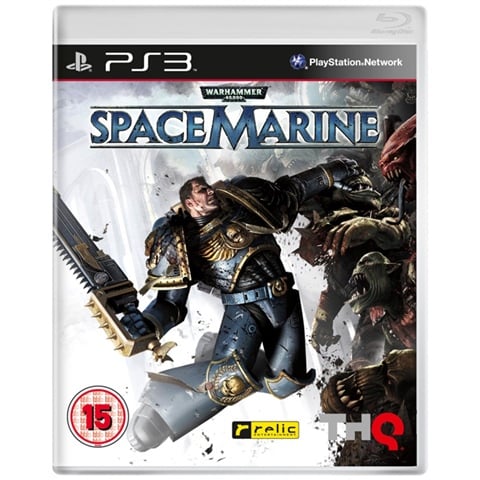 Blu-ray Disc
PS3
PlayStation®Network
WARHAMMER
40,000
SPACE MARINE
15
relic
ENTERTAINMENT
THQ